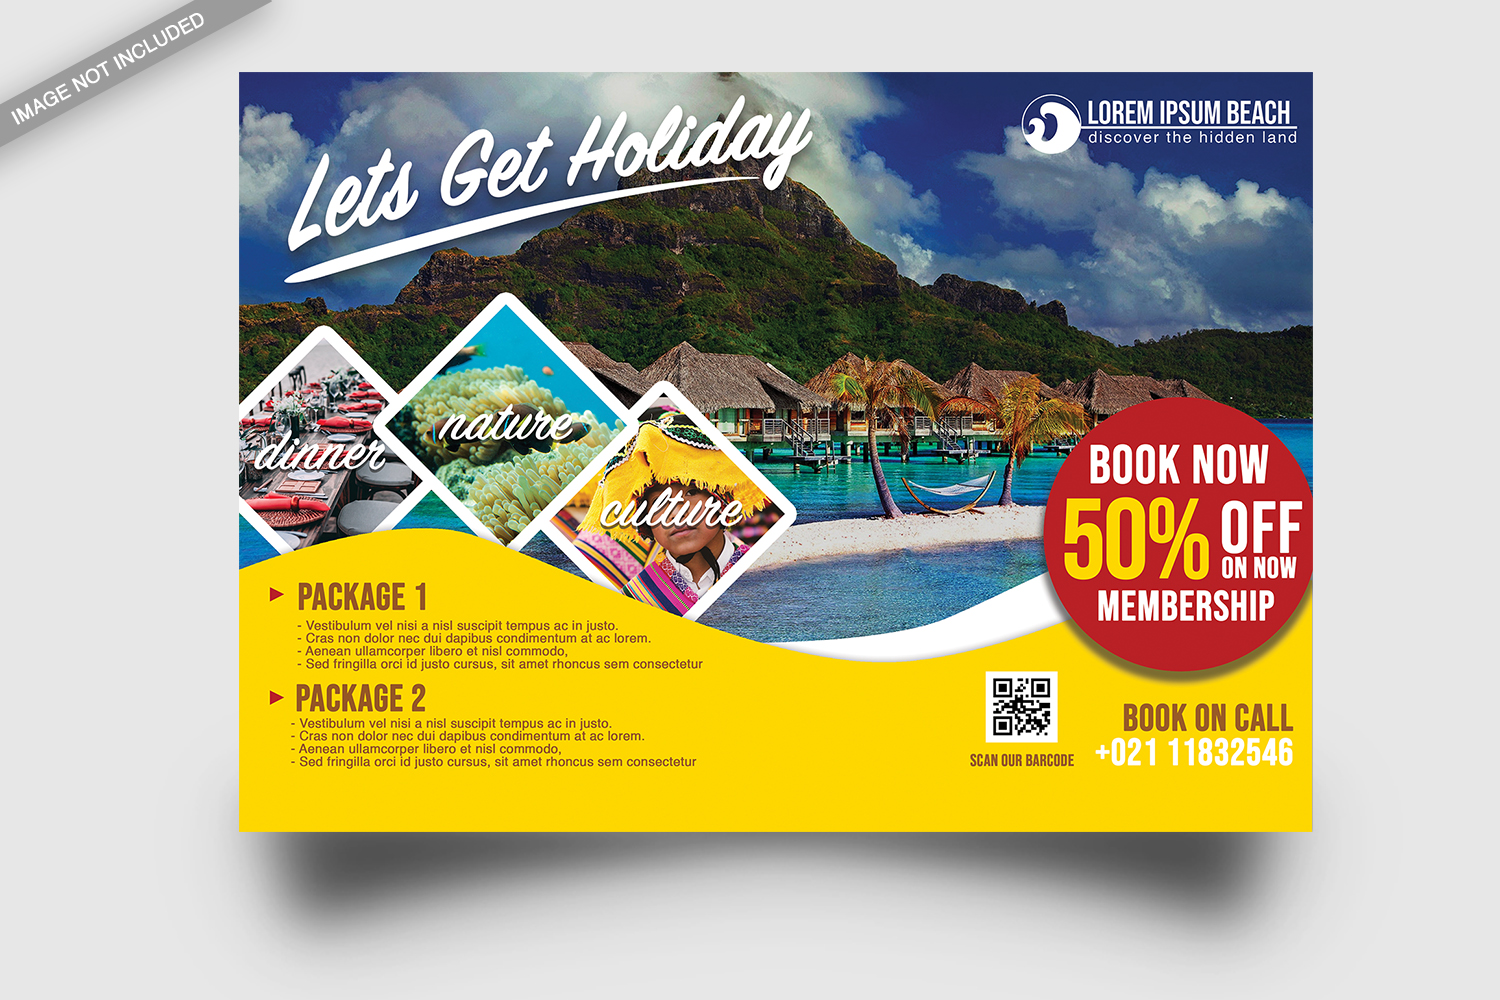 IMAGE NOT INCLUDED
Lets Get Holiday
LOREM IPSUM BEACH
discover the hidden land
dinner
nature
culture
BOOK NOW
50% OFF
ON NOW
MEMBERSHIP
PACKAGE 1
- Vestibulum vel nisi a nisl suscipit tempus ac in justo.
- Cras non dolor nec dui dapibus condimentum at ac lorem.
- Aenean ullamcorper libero et nisl commodo,
- Sed fringilla orci id justo cursus, sit amet rhoncus sem consectetur
PACKAGE 2
- Vestibulum vel nisi a nisl suscipit tempus ac in justo.
- Cras non dolor nec dui dapibus condimentum at ac lorem.
- Aenean ullamcorper libero et nisl commodo,
- Sed fringilla orci id justo cursus, sit amet rhoncus sem consectetur
SCAN OUR BARCODE
BOOK ON CALL
+021 11832546